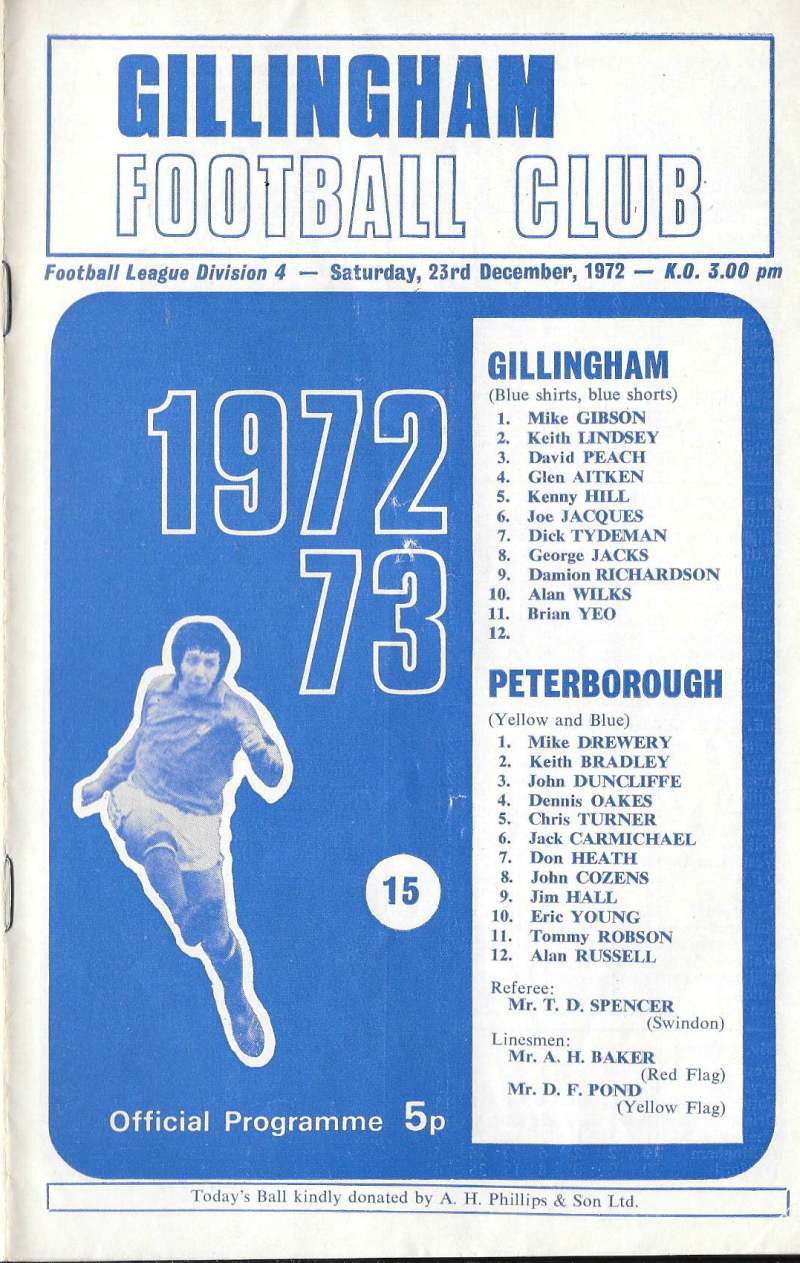 GILLINGHAM
FOOTBALL CLUB
Football League Division 4 — Saturday, 23rd December, 1972 — K.O. 3.00 pm
1972
73
15
Official Programme 5p
GILLINGHAM
(Blue shirts, blue shorts)
1. Mike GIBSON
2. Keith LINDSEY
3. David PEACH
4. Glen AITKEN
5. Kenny HILL
6. Joe JACQUES
7. Dick TYDEMAN
8. George JACKS
9. Damion RICHARDSON
10. Alan WILKS
11. Brian YEO
12.
PETERBOROUGH
(Yellow and Blue)
1. Mike DREWERY
2. Keith BRADLEY
3. John DUNCLIFFE
4. Dennis OAKES
5. Chris TURNER
6. Jack CARMICHAEL
7. Don HEATH
8. John COZENS
9. Jim HALL
10. Eric YOUNG
11. Tommy ROBSON
12. Alan RUSSELL
Referee:
Mr. T. D. SPENCER
(Swindon)
Linesmen:
Mr. A. H. BAKER
(Red Flag)
Mr. D. F. POND
(Yellow Flag)
Today's Ball kindly donated by A. H. Phillips & Son Ltd.